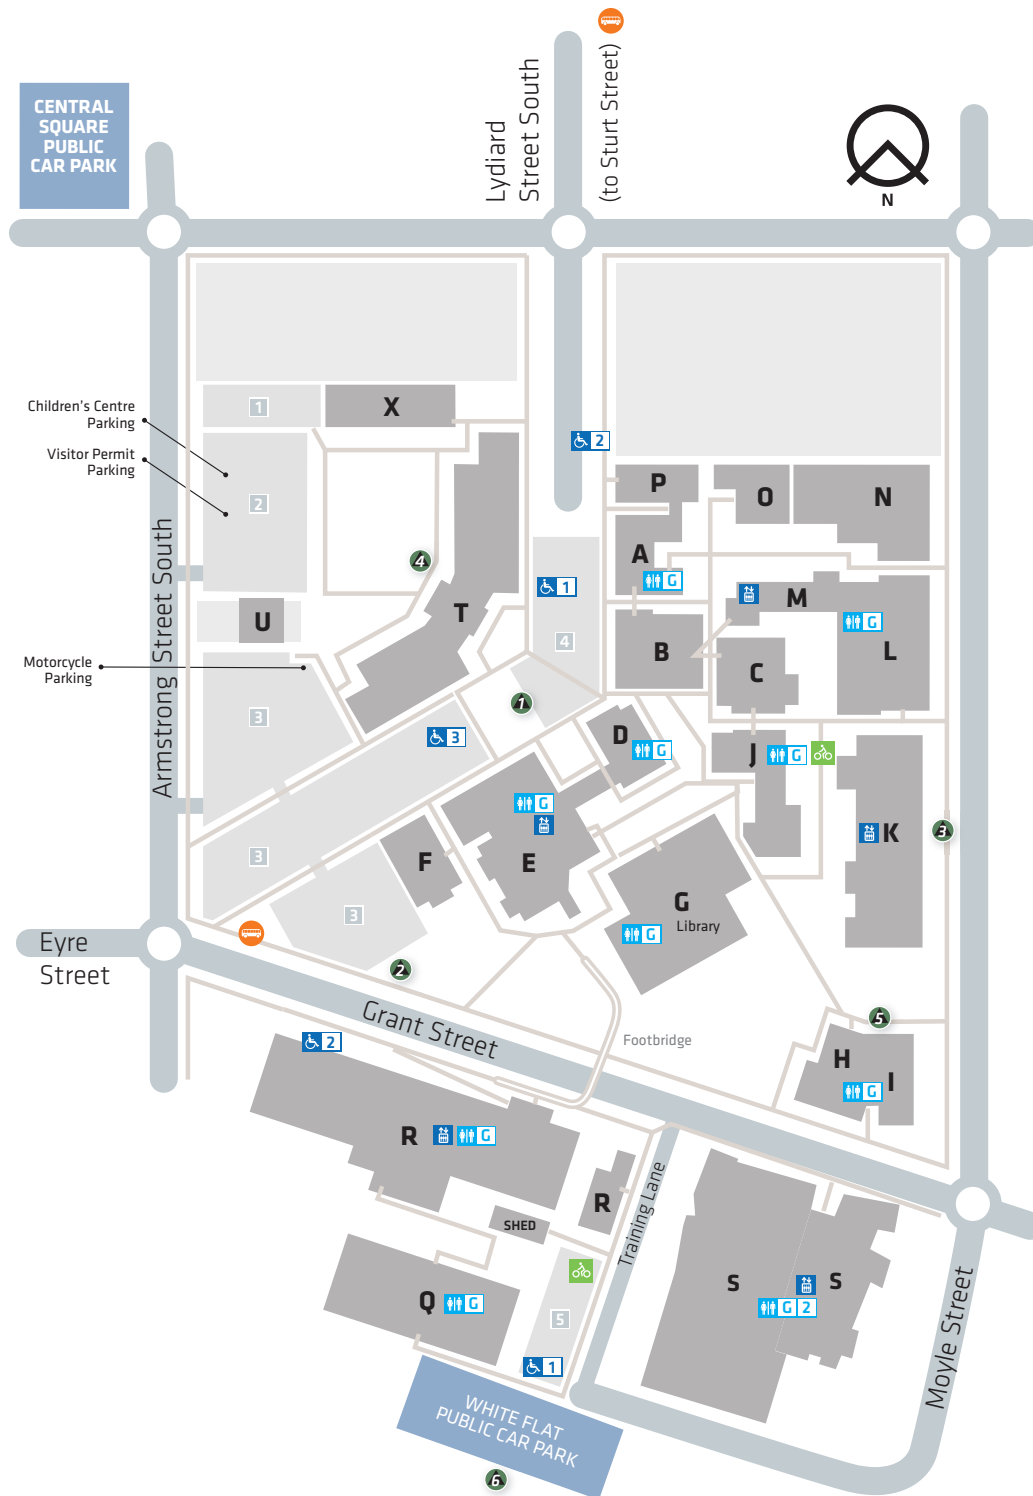 CENTRAL
SQUARE
PUBLIC
CAR PARK
Lydiard
Street South
(to Sturt Street)
N
Children's Centre
Parking
Visitor Permit
Parking
1
X
2
2
P
O
N
4
A
G
1
T
M
U
4
B
G
L
C
Motorcycle
Parking
Armstrong Street South
3
1
3
D
G
J
G
G
3
K
3
E
F
G
Library
G
3
Eyre
Street
2
Grant Street
5
Footbridge
2
H
I
G
R
G
R
SHED
Training Lane
S
S
G 2
Q
G
5
1
Moyle Street
WHITE FLAT
PUBLIC CAR PARK
6